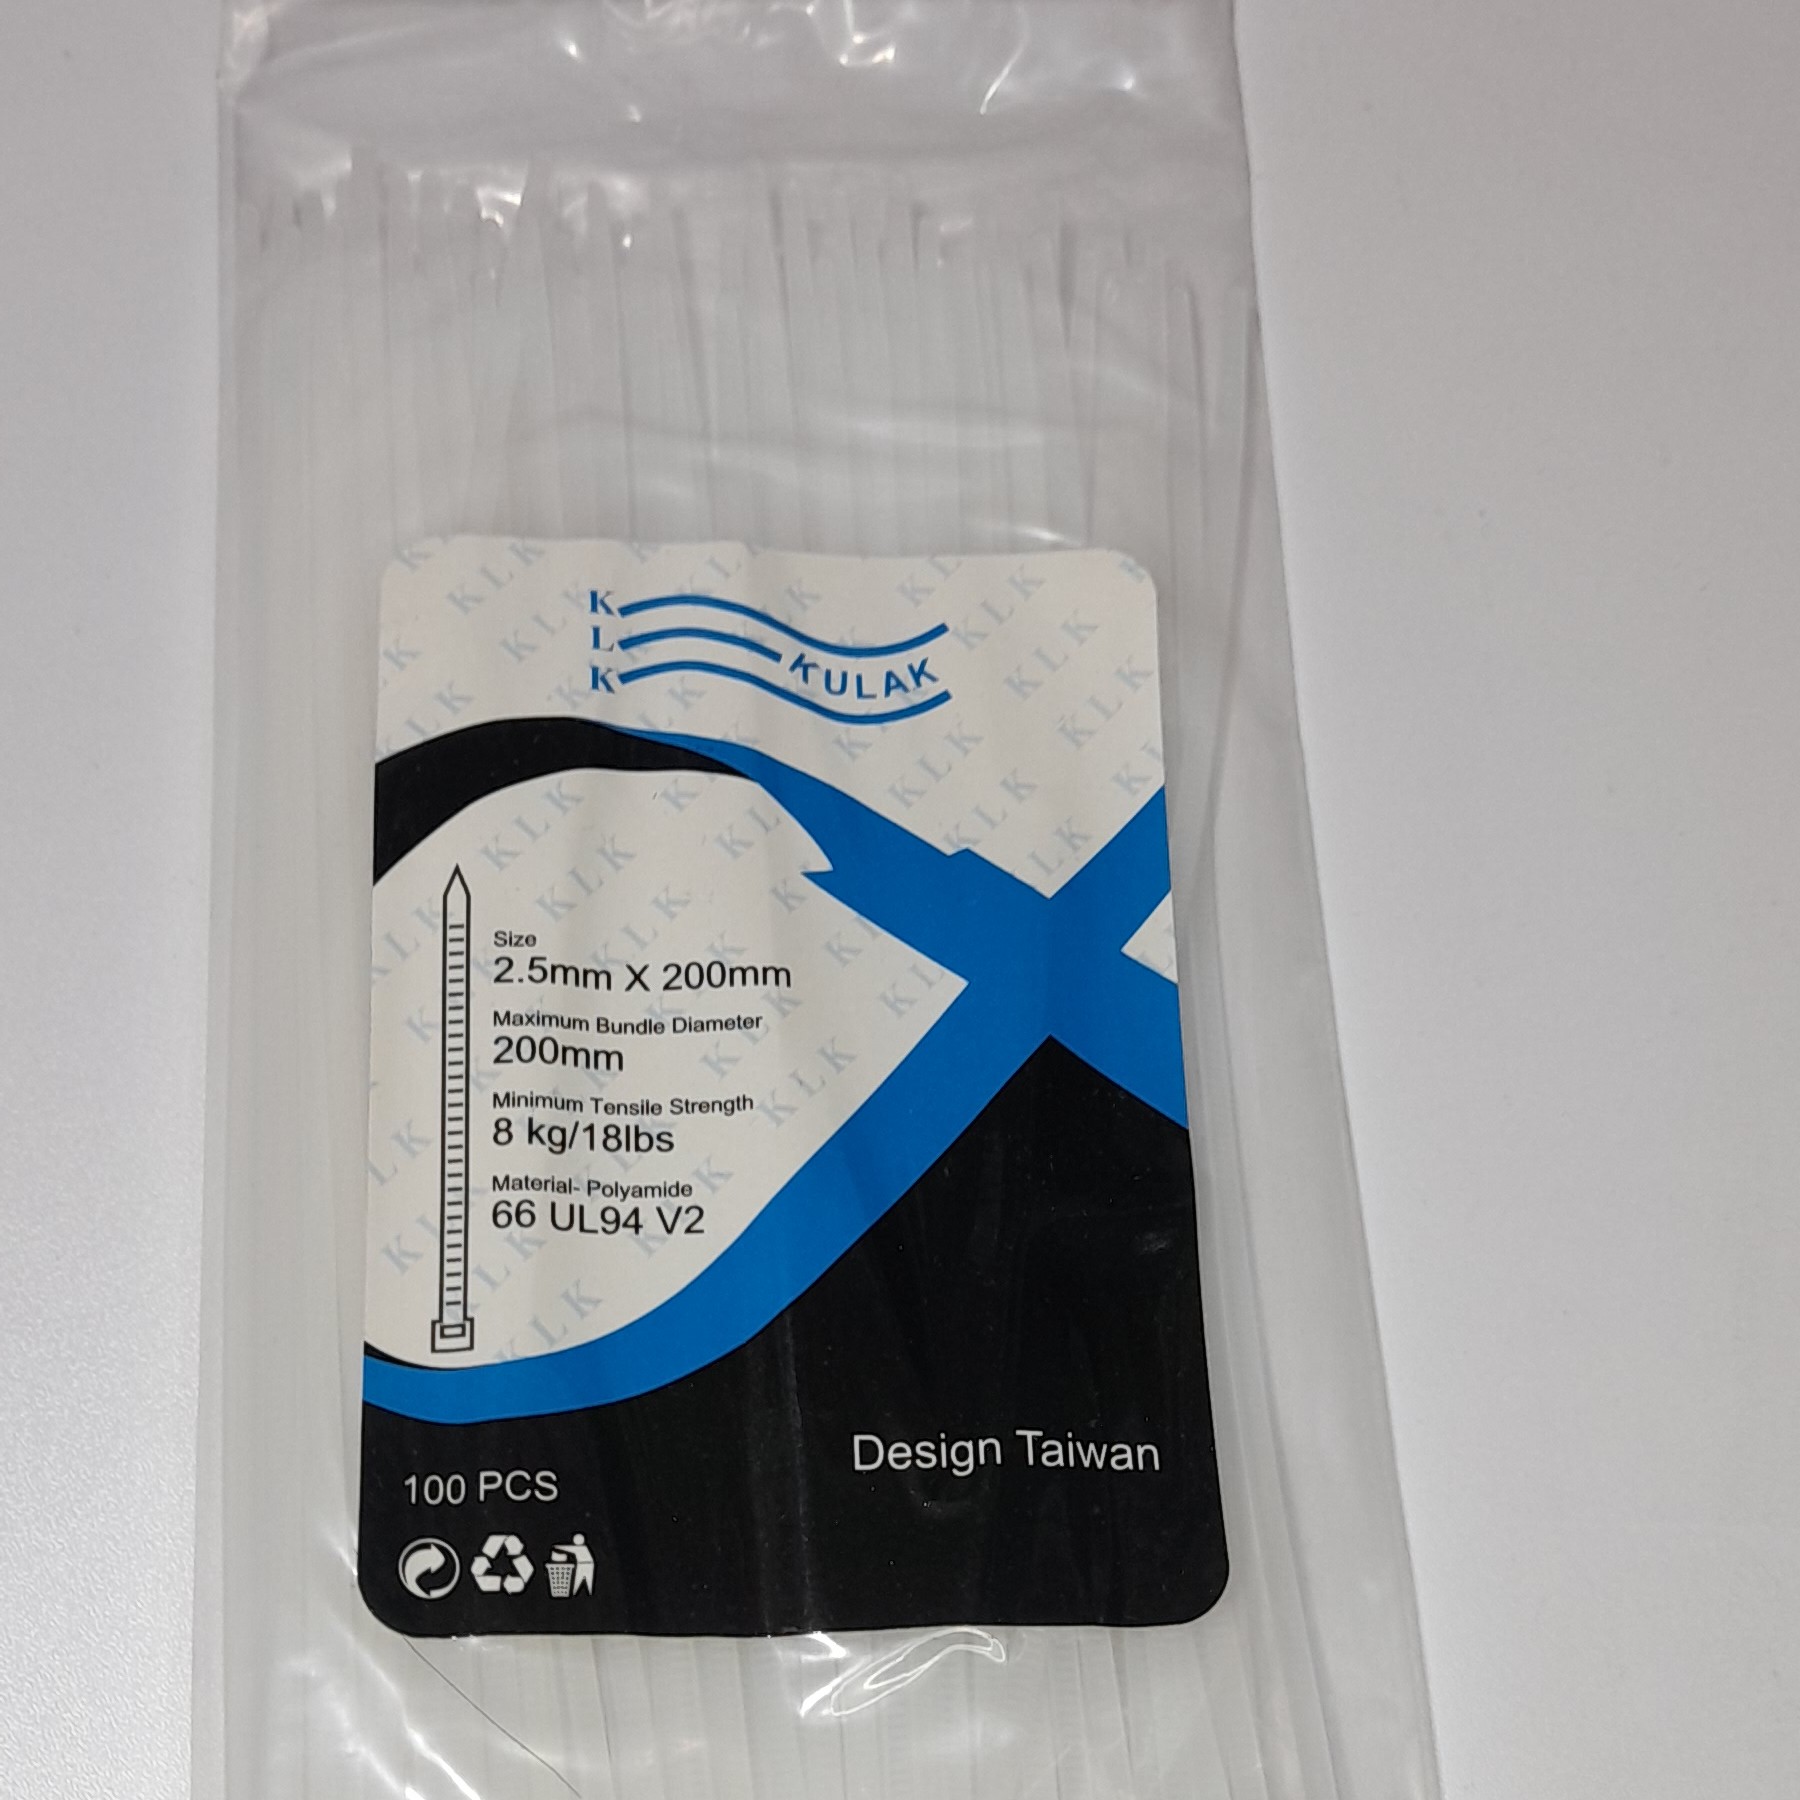 K
L
K
KULAK
Size
2.5mm X 200mm
Maximum Bundle Diameter
200mm
Minimum Tensile Strength
8 kg/18lbs
Material- Polyamide
66 UL94 V2
100 PCS
Design Taiwan